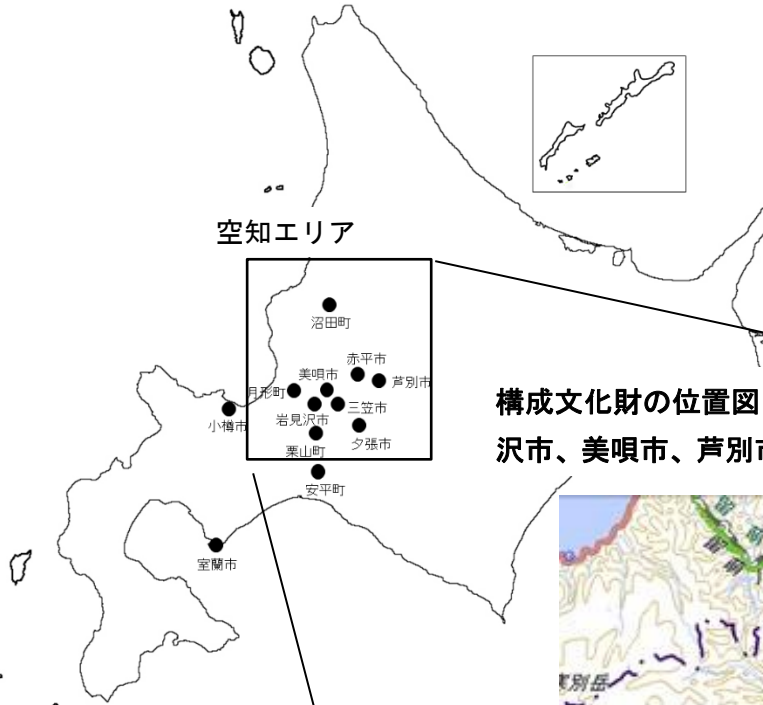 空知エリア
沼田町
赤平市
芦別市
美唄市
月形町
三笠市
岩見沢市
小樽市
夕張市
栗山町
安平町
室蘭市
構成文化財の位置図
沢市、美唄市、芦別市